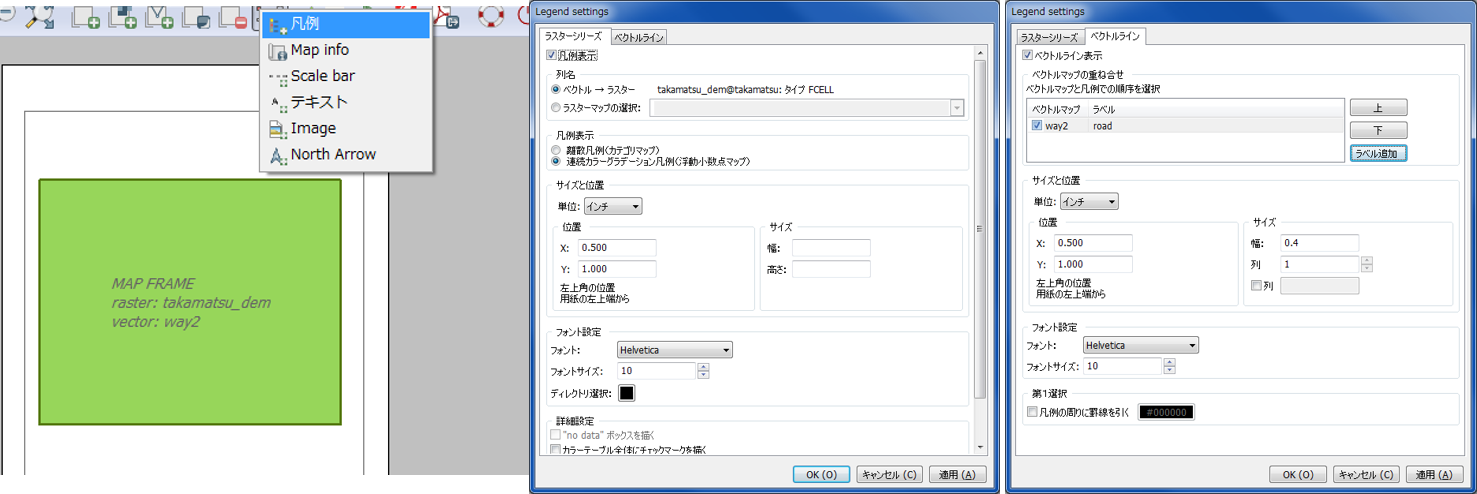 凡例
Map info
Scale bar
テキスト
Image
North Arrow
MAP FRAME
raster: takamatsu_dem
vector: way2
Legend settings
ラスターシリーズ ベクトルライン
凡例表示
列名
ベクトル → ラスター takamatsu_dem@takamatsu: タイプ FCELL
ラスターマップの選択:
凡例表示
離散凡例(カテゴリマップ)
連続カラーグラデーション凡例(浮動小数点マップ)
サイズと位置
単位: インチ
位置 サイズ
X: 0.500 幅:
Y: 1.000 高さ:
左上角の位置
用紙の左上端から
フォント設定
フォント: Helvetica
フォントサイズ: 10
ディレクトリ選択:
詳細設定
"no data" ボックスを描く
カラーテーブル全体にチェックマークを描く
OK (O) キャンセル (C) 適用 (A)
Legend settings
ラスターシリーズ ベクトルライン
ベクトルライン表示
ベクトルマップの重ね合せ
ベクトルマップと凡例での順序を選択
ベクトルマップ ラベル 上
way2 road 下
ラベル追加
サイズと位置
単位: インチ
位置 サイズ
X: 0.500 幅: 0.4
Y: 1.000 列 1
左上角の位置 列
用紙の左上端から
フォント設定
フォント: Helvetica
フォントサイズ: 10
第1選択
凡例の周りに罫線を引く #000000
OK (O) キャンセル (C) 適用 (A)